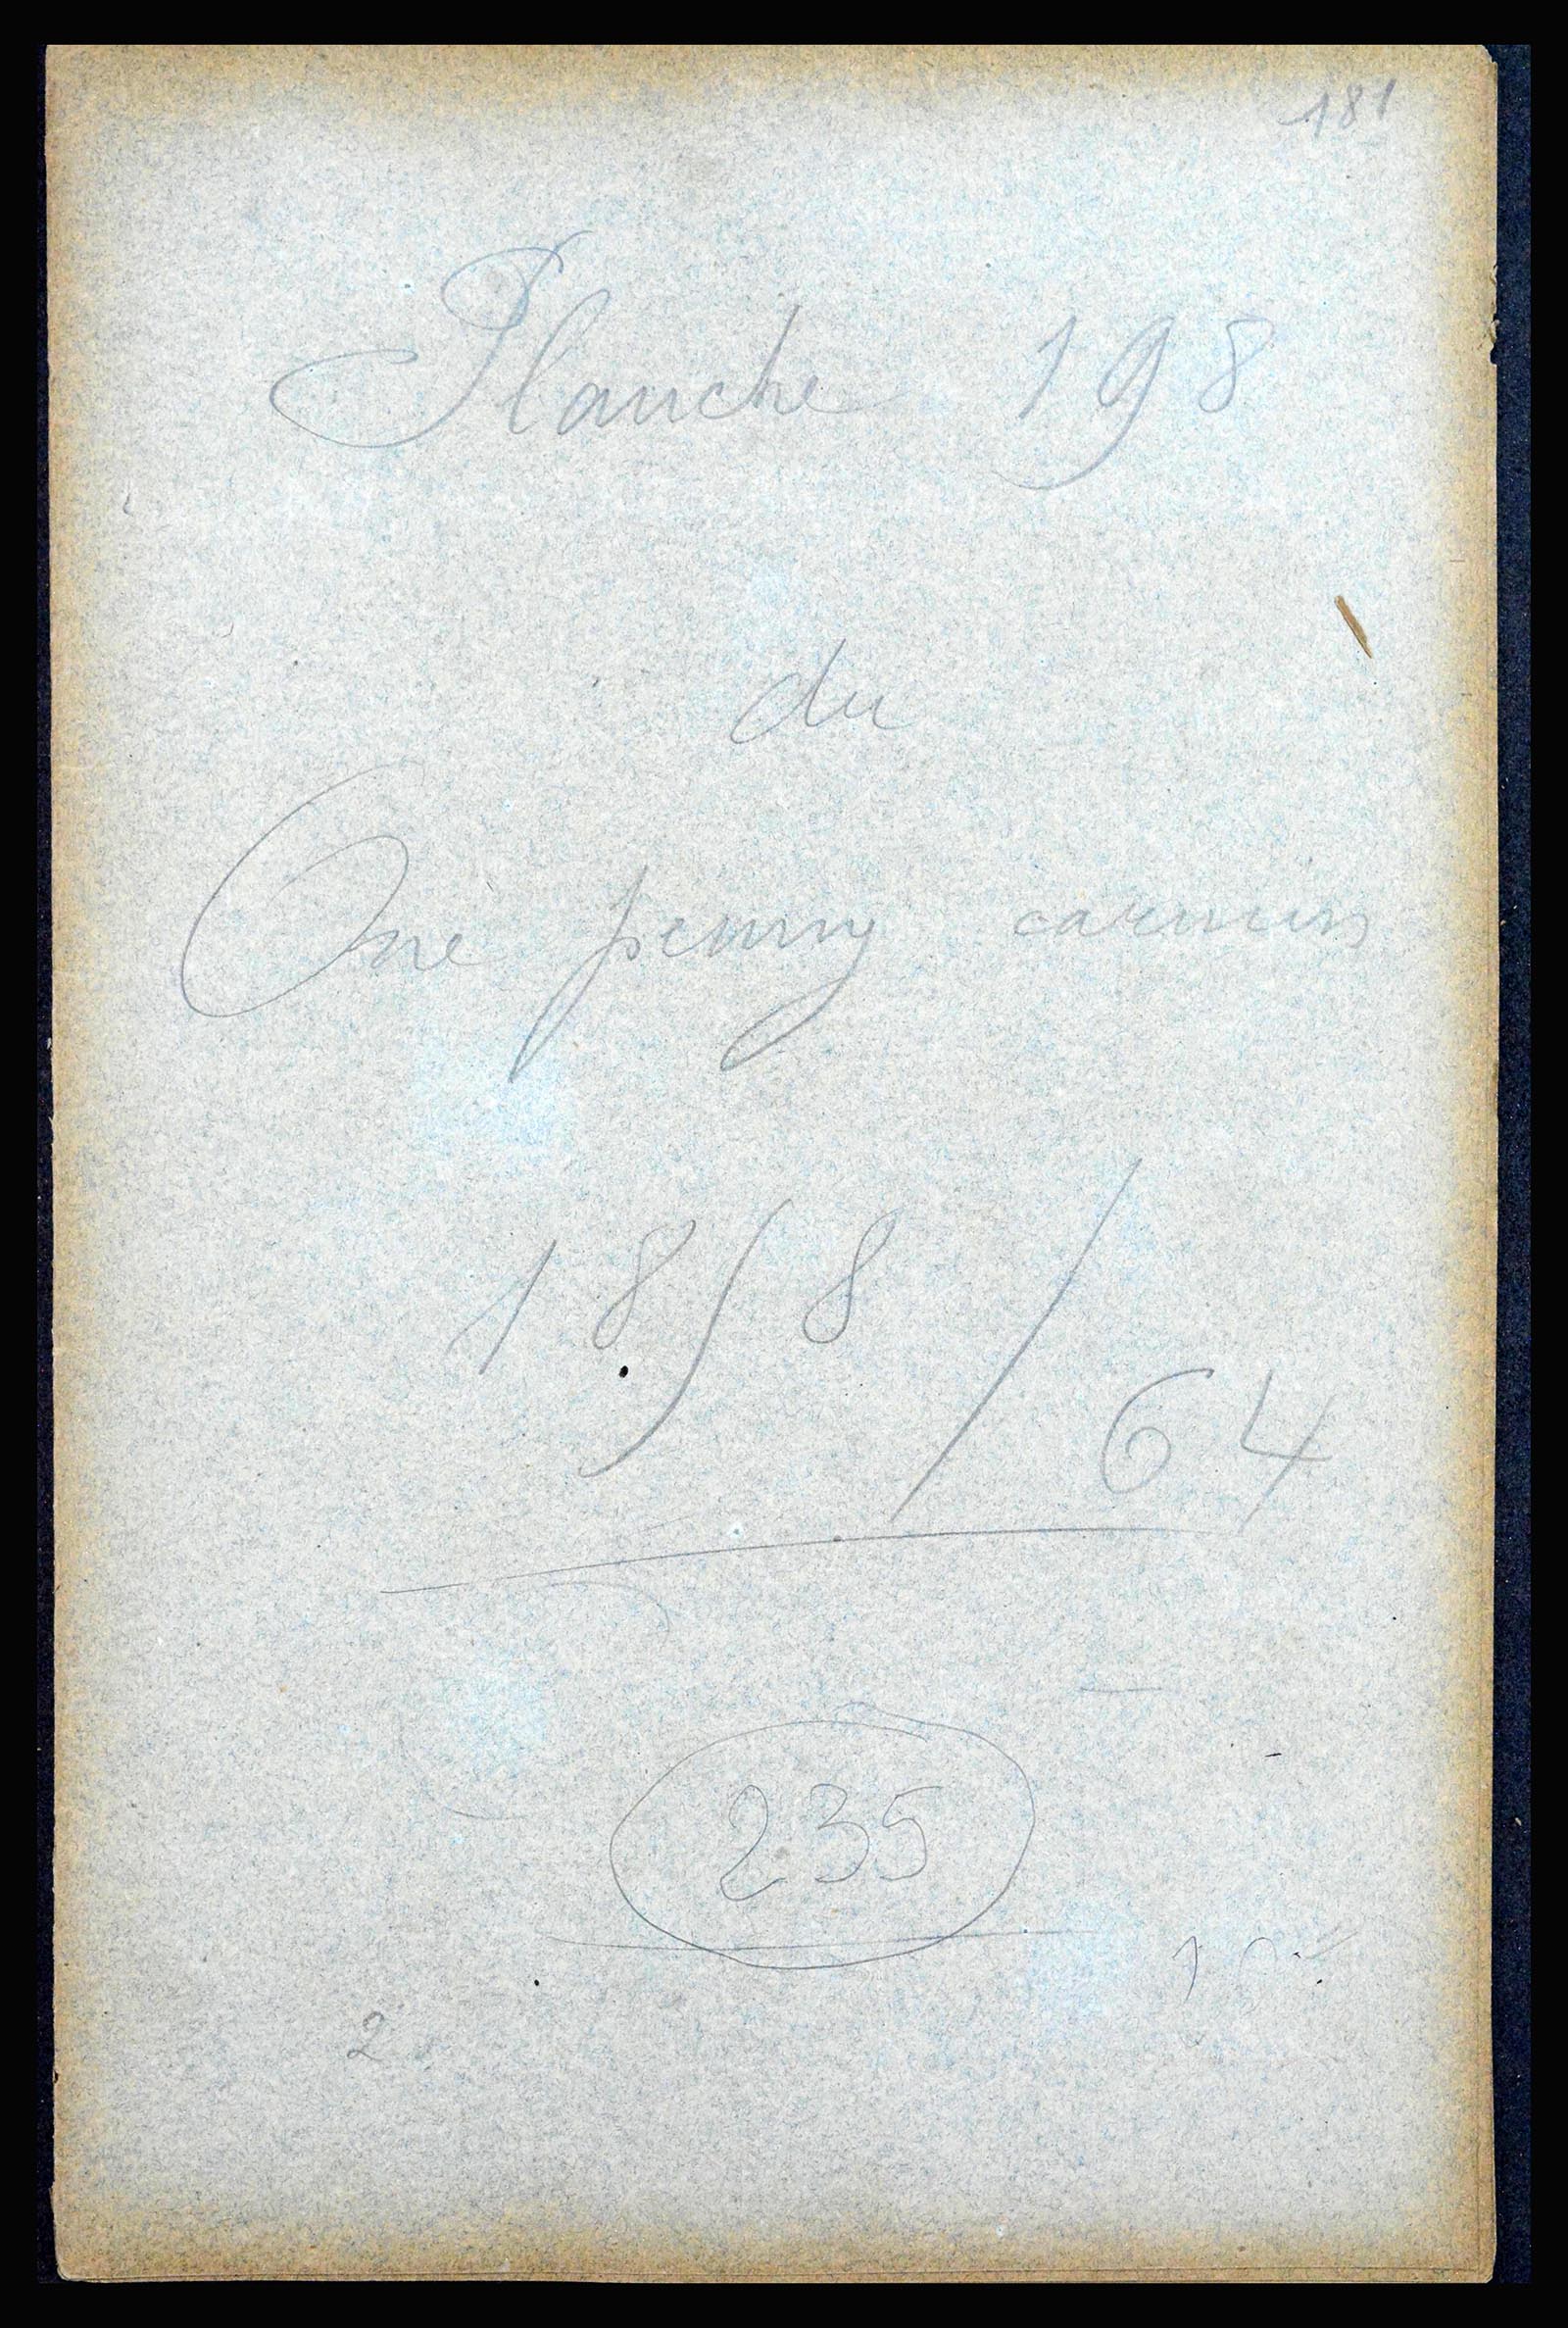 181
Planche 198
du
One penny carmin
1858/64
235
2